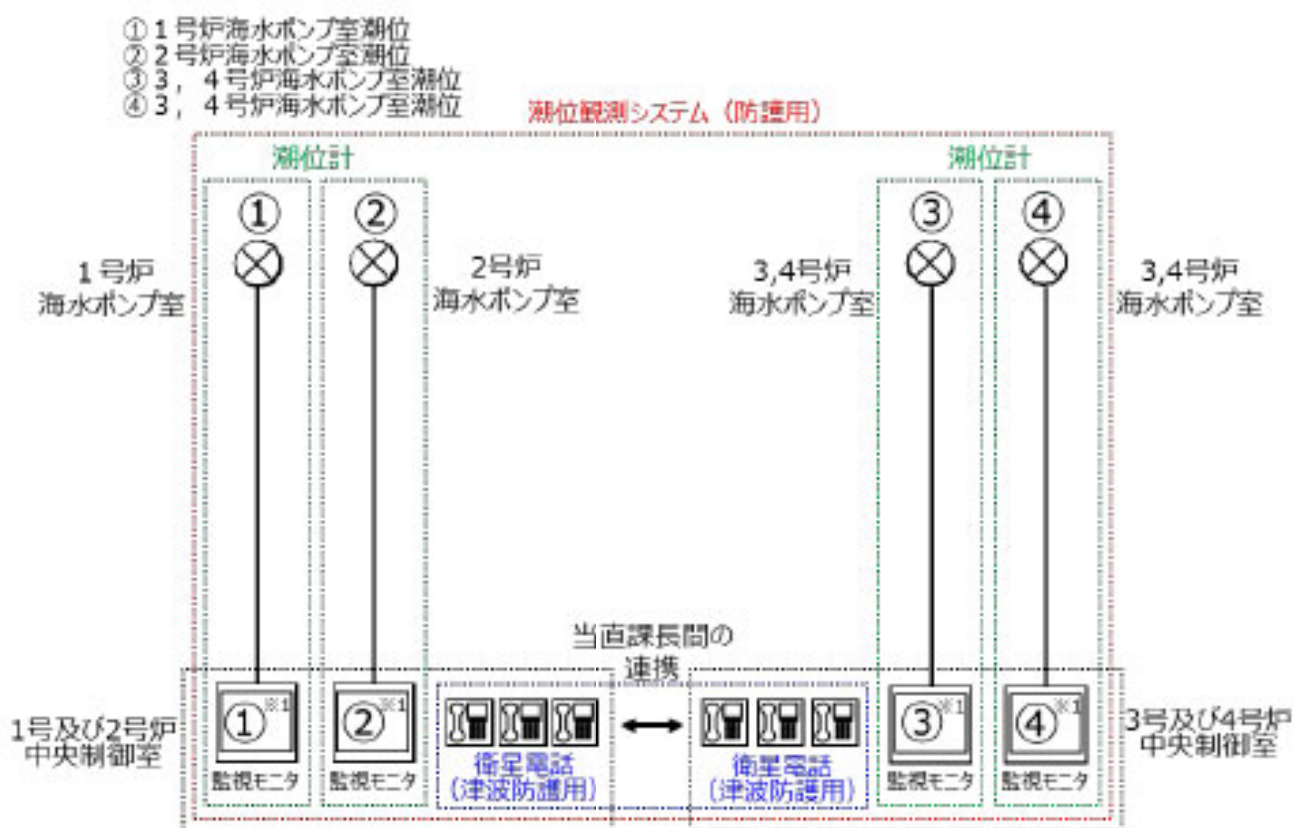 ①１号炉海水ポンプ室潮位
②２号炉海水ポンプ室潮位
③３，４号炉海水ポンプ室潮位
④３，４号炉海水ポンプ室潮位
潮位観測システム（防護用）
潮位計
潮位計
①
②
③
④
1号炉
海水ポンプ室
2号炉
海水ポンプ室
3,4号炉
海水ポンプ室
3,4号炉
海水ポンプ室
当直課長間の
連携
1号及び2号炉
中央制御室
①※1
監視モニタ
②※1
監視モニタ
衛星電話
（津波防護用）
衛星電話
（津波防護用）
③※1
監視モニタ
④※1
監視モニタ
3号及び4号炉
中央制御室